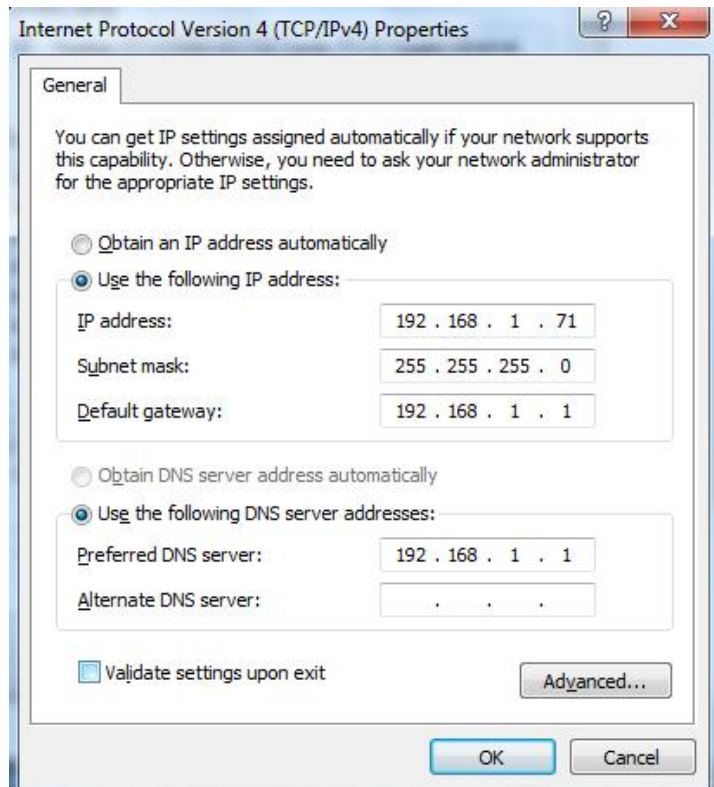 Internet Protocol Version 4 (TCP/IPv4) Properties
?
General
You can get IP settings assigned automatically if your network supports
this capability. Otherwise, you need to ask your network administrator
for the appropriate IP settings.
Obtain an IP address automatically
Use the following IP address:
IP address: 192 . 168 . 1 . 71
Subnet mask: 255 . 255 . 255 . 0
Default gateway: 192 . 168 . 1 . 1
Obtain DNS server address automatically
Use the following DNS server addresses:
Preferred DNS server: 192 . 168 . 1 . 1
Alternate DNS server: . . .
Validate settings upon exit
Advanced...
OK Cancel